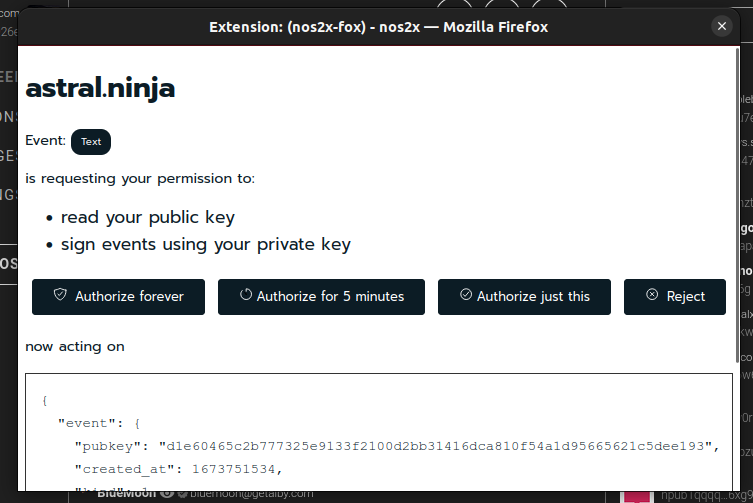 Extension: (nos2x-fox) - nos2x — Mozilla Firefox
astral.ninja
Event: Text
is requesting your permission to:
• read your public key
• sign events using your private key
Authorize forever
Authorize for 5 minutes
Authorize just this
Reject
now acting on
{
"event": {
"pubkey": "d1e60465c2b777325e9133f2100d2bb31416dca810f54a1d95665621c5dee193",
"created_at": 1673751534,
BlueMoon bluemoon@getalby.com
npub1qqqq...6xg9